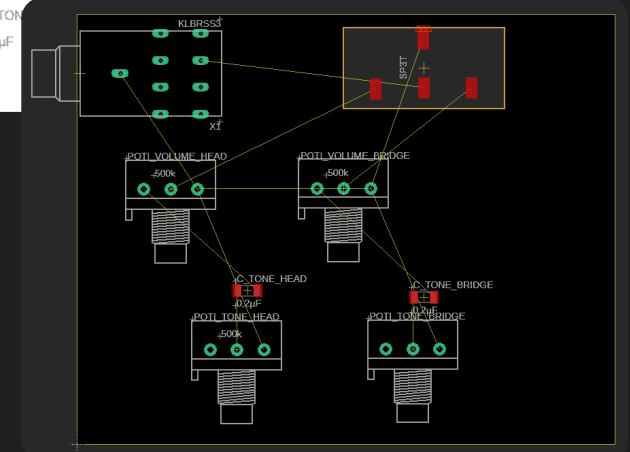 TON
µF
KLBRSS3
X1
SP3T
POTI_VOLUME_HEAD
500k
POTI_VOLUME_BRIDGE
500k
C_TONE_HEAD
0.2µF
POTI_TONE_HEAD
500k
C_TONE_BRIDGE
0.2µF
POTI_TONE_BRIDGE